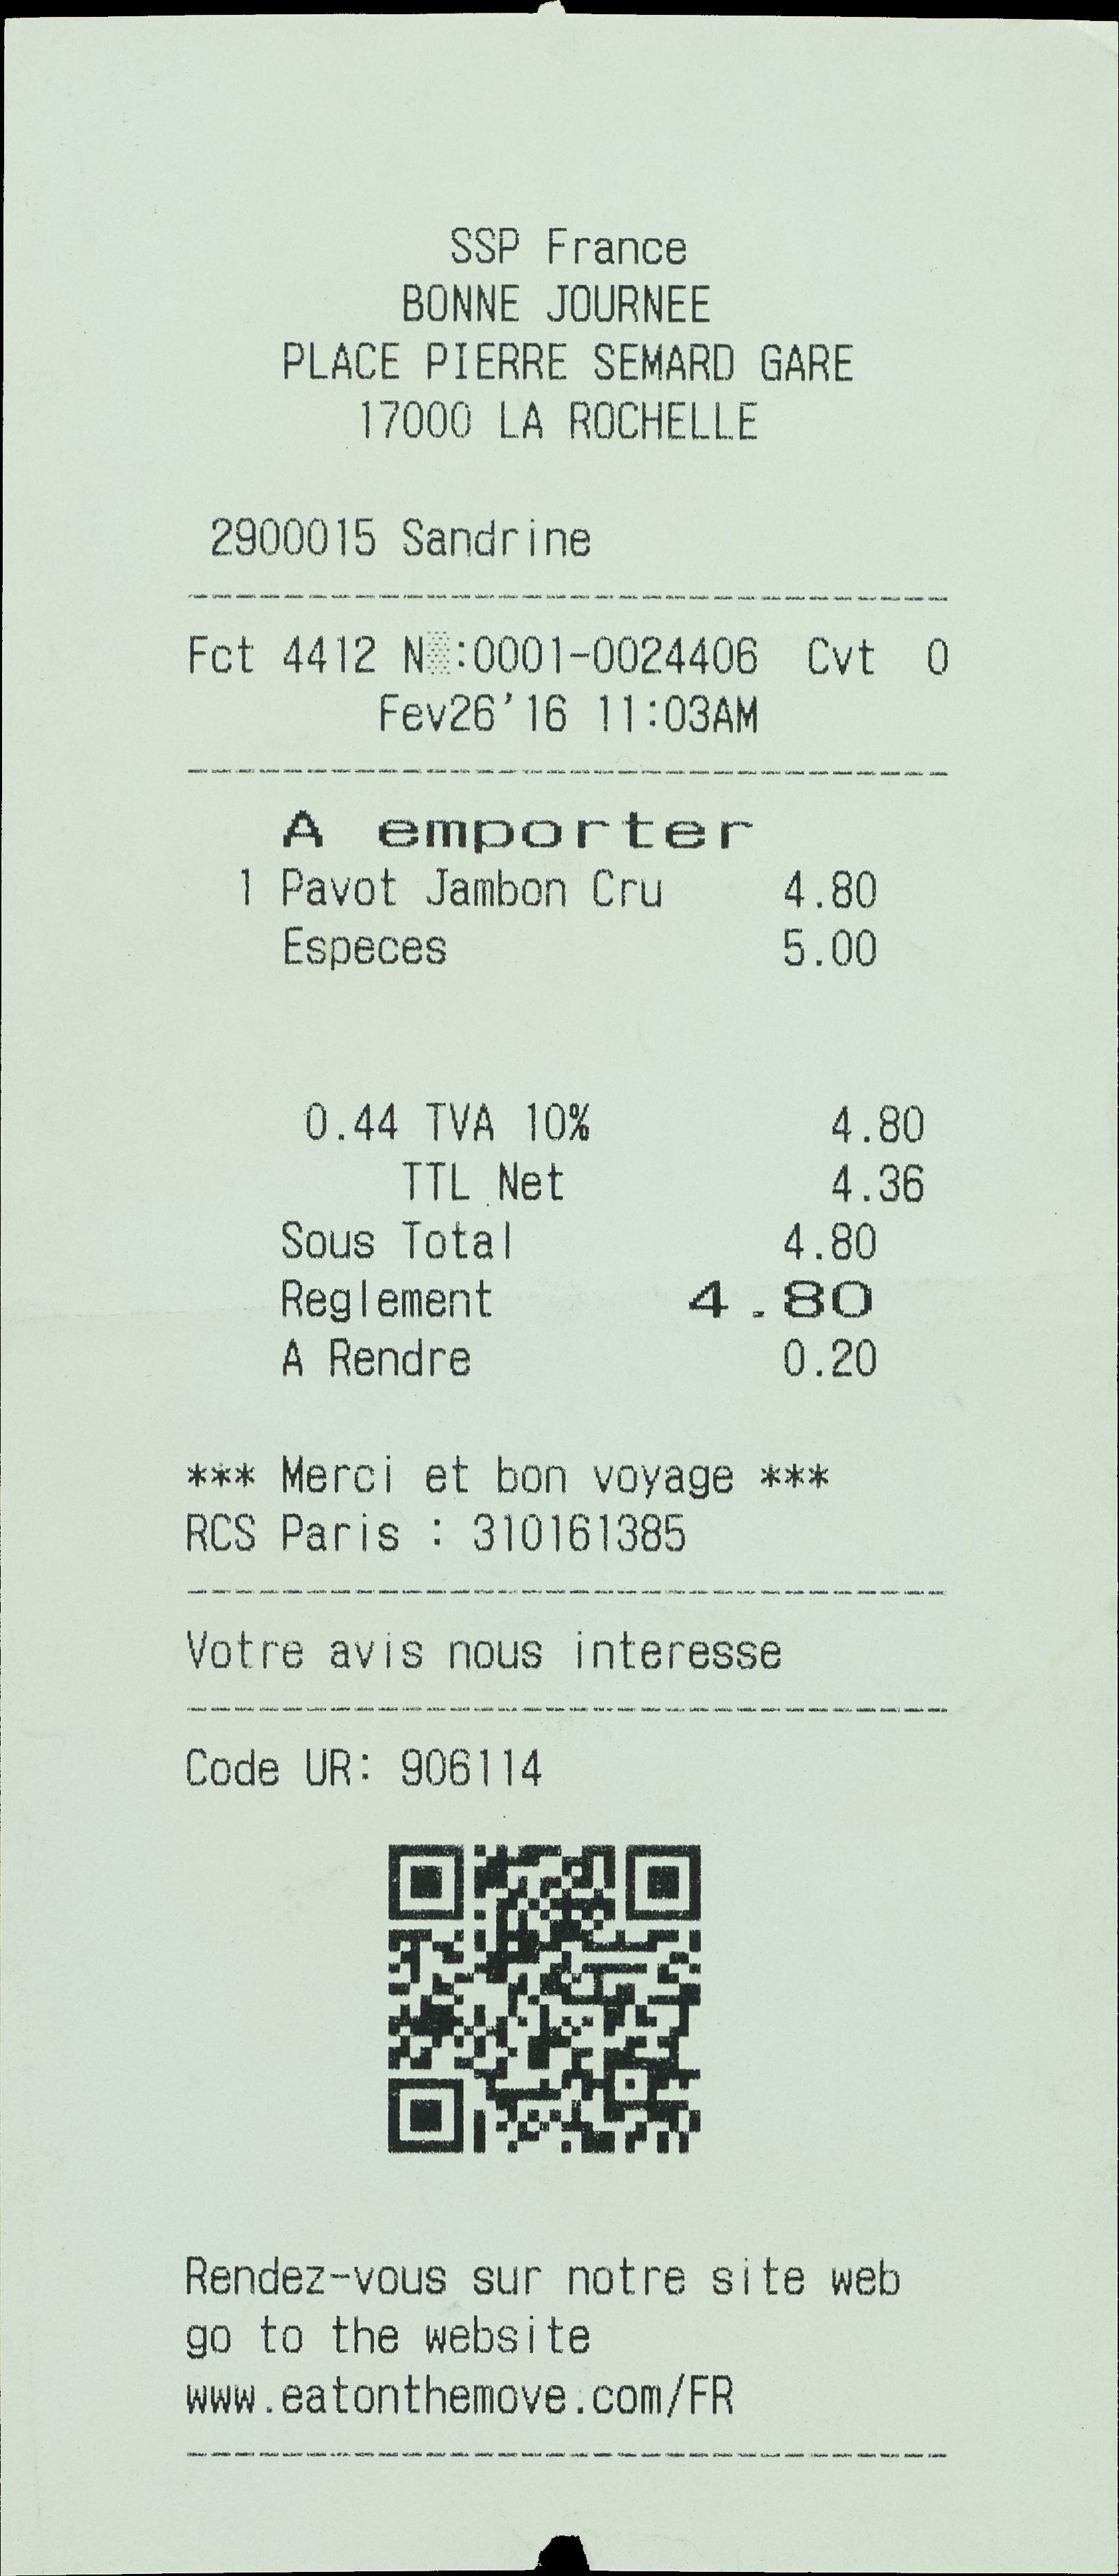 SSP France
BONNE JOURNEE
PLACE PIERRE SEMARD GARE
17000 LA ROCHELLE
2900015 Sandrine
Fct 4412 N▒:0001-0024406 Cvt 0
Fev26'16 11:03AM
A emporter
1 Pavot Jambon Cru 4.80
Especes 5.00
0.44 TVA 10% 4.80
TTL Net 4.36
Sous Total 4.80
Reglement 4.80
A Rendre 0.20
*** Merci et bon voyage ***
RCS Paris : 310161385
Votre avis nous interesse
Code UR: 906114
Rendez-vous sur notre site web
go to the website
www.eatonthemove.com/FR